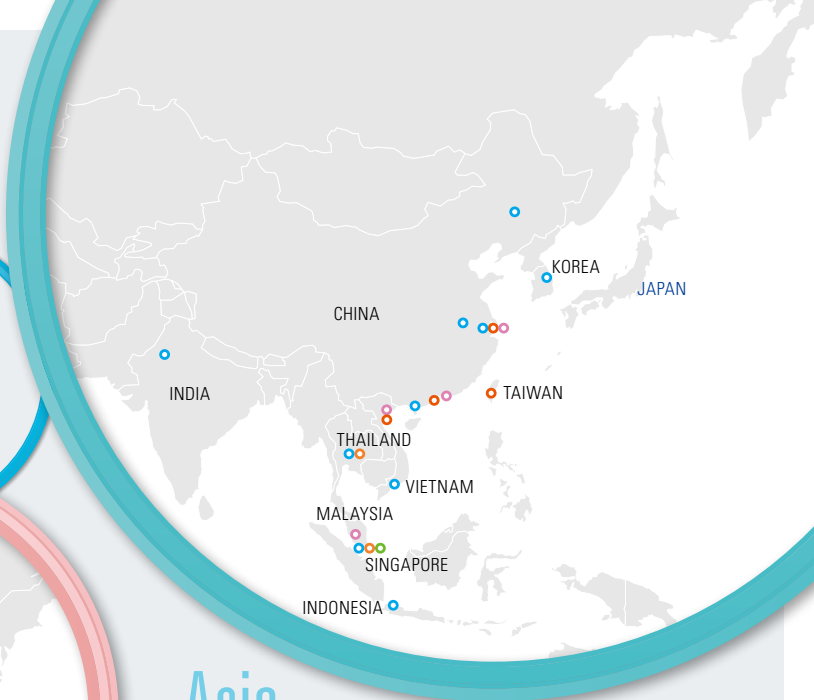 KOREA
JAPAN
CHINA
INDIA
TAIWAN
THAILAND
VIETNAM
MALAYSIA
SINGAPORE
INDONESIA
Asia